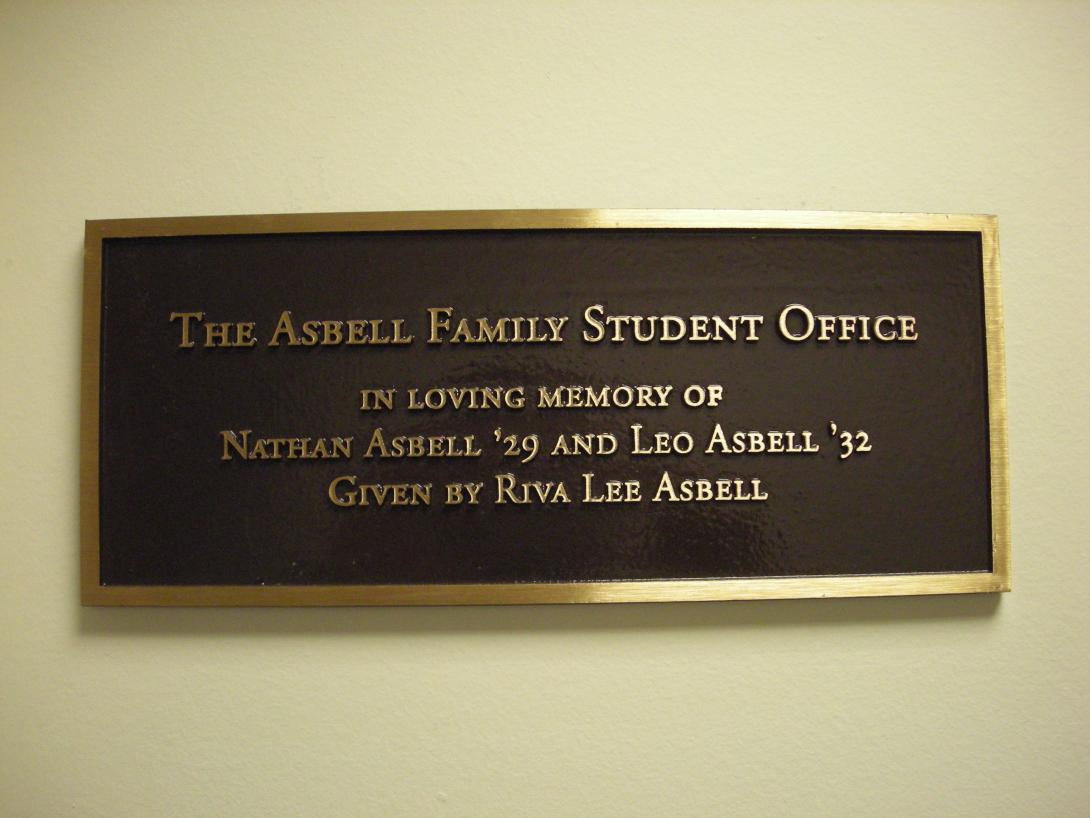 The Asbell Family Student Office
in loving memory of
Nathan Asbell '29 and Leo Asbell '32
Given by Riva Lee Asbell